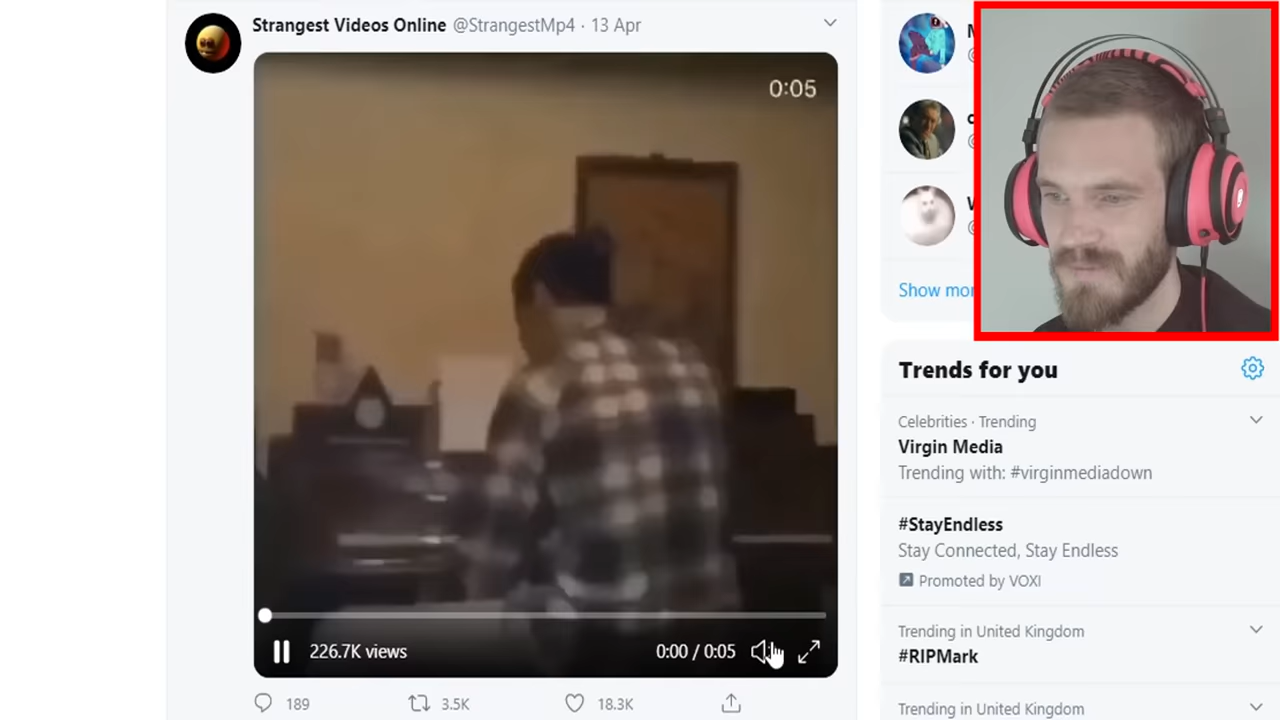 Strangest Videos Online @StrangestMp4 · 13 Apr
0:05
226.7K views
0:00 / 0:05
189
3.5K
18.3K
Show
Trends for you
Celebrities · Trending
Virgin Media
Trending with: #virginmediadown
#StayEndless
Stay Connected, Stay Endless
Promoted by VOXI
Trending in United Kingdom
#RIPMark
Trending in United Kingdom